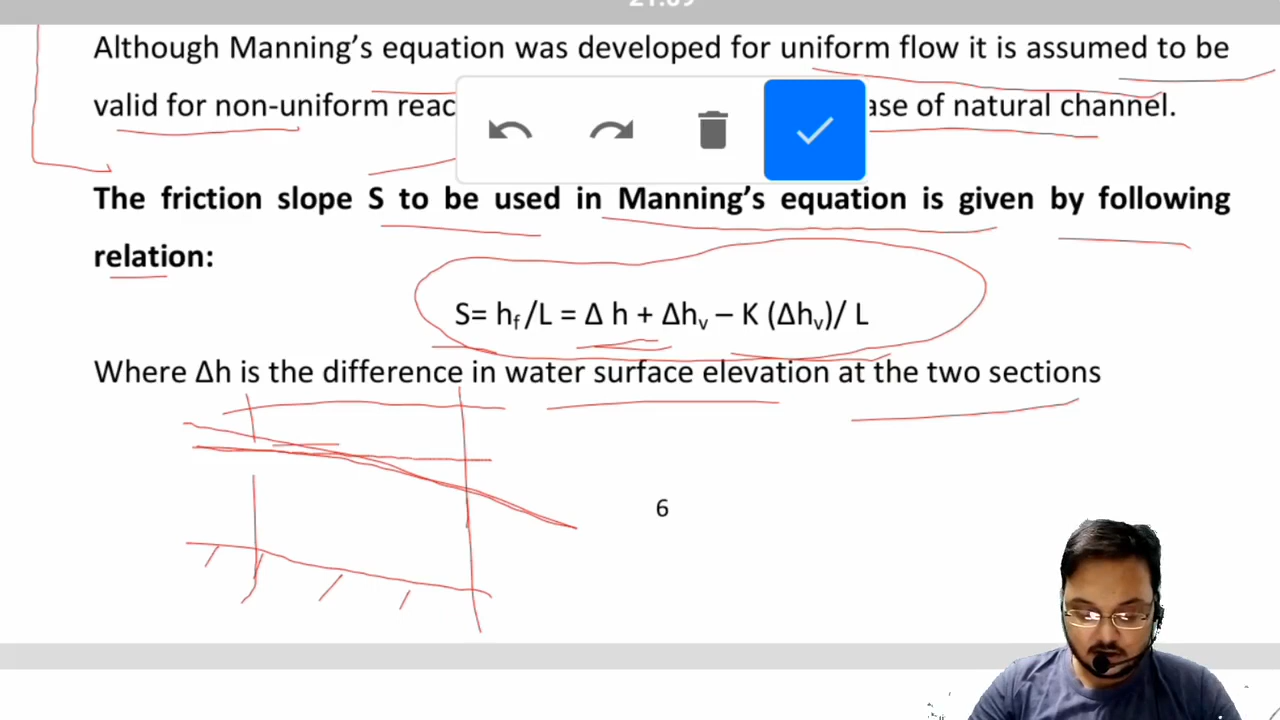 Although Manning's equation was developed for uniform flow it is assumed to be
valid for non-uniform reac ase of natural channel.
The friction slope S to be used in Manning's equation is given by following
relation:
S= hf /L = Δ h + Δhv – K (Δhv)/ L
Where Δh is the difference in water surface elevation at the two sections
6